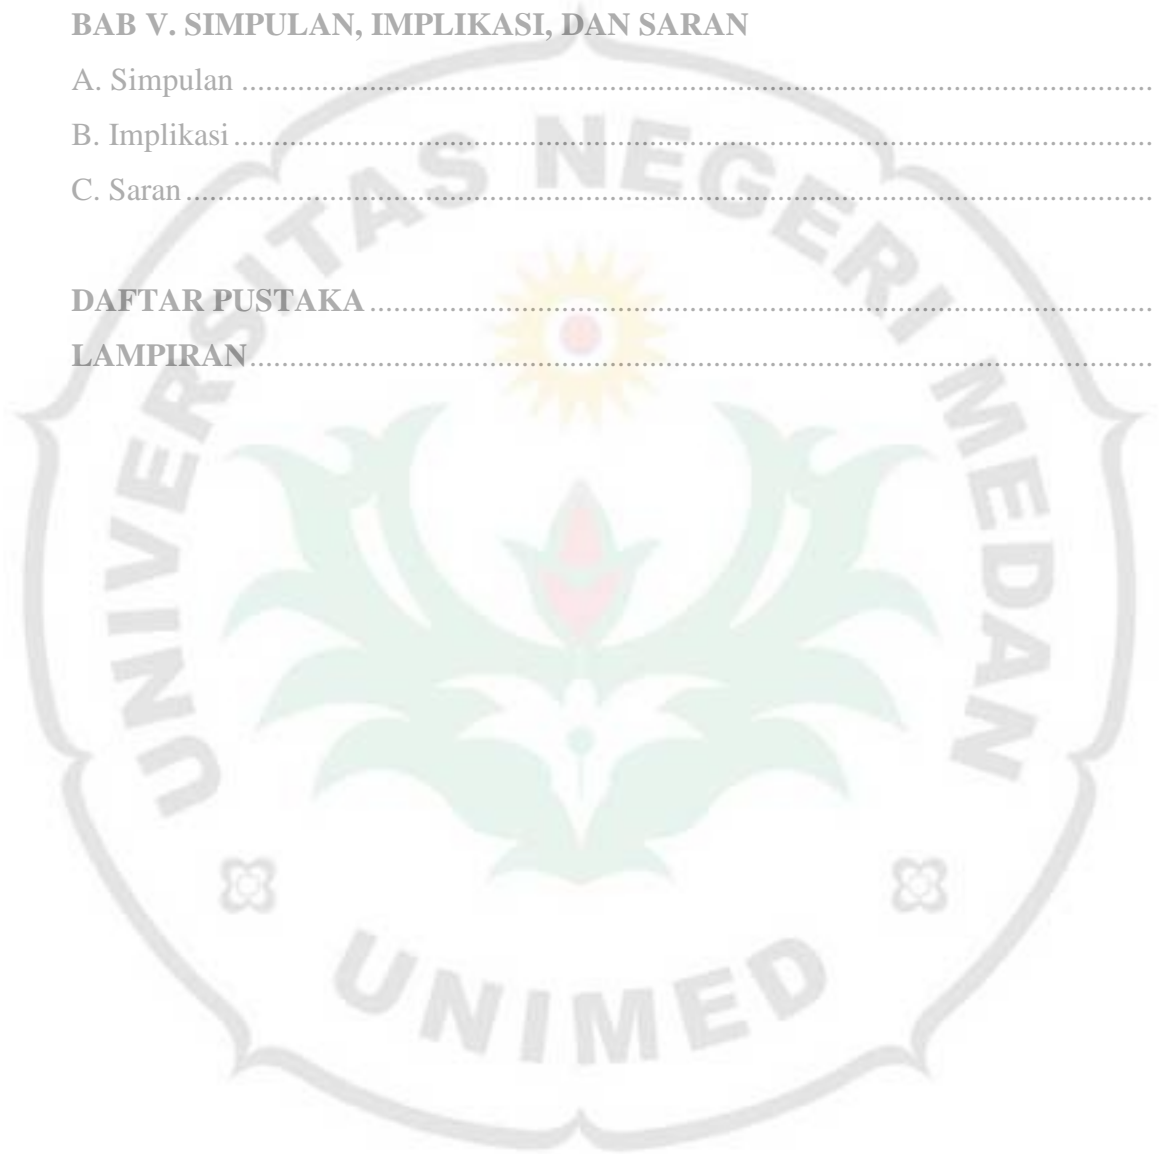 BAB V. SIMPULAN, IMPLIKASI, DAN SARAN
A. Simpulan ....................................................................................................................
B. Implikasi ....................................................................................................................
C. Saran ....................................................................................................................
DAFTAR PUSTAKA ....................................................................................................
LAMPIRAN ....................................................................................................................
UNIVERSITAS NEGERI MEDAN
UNIMED